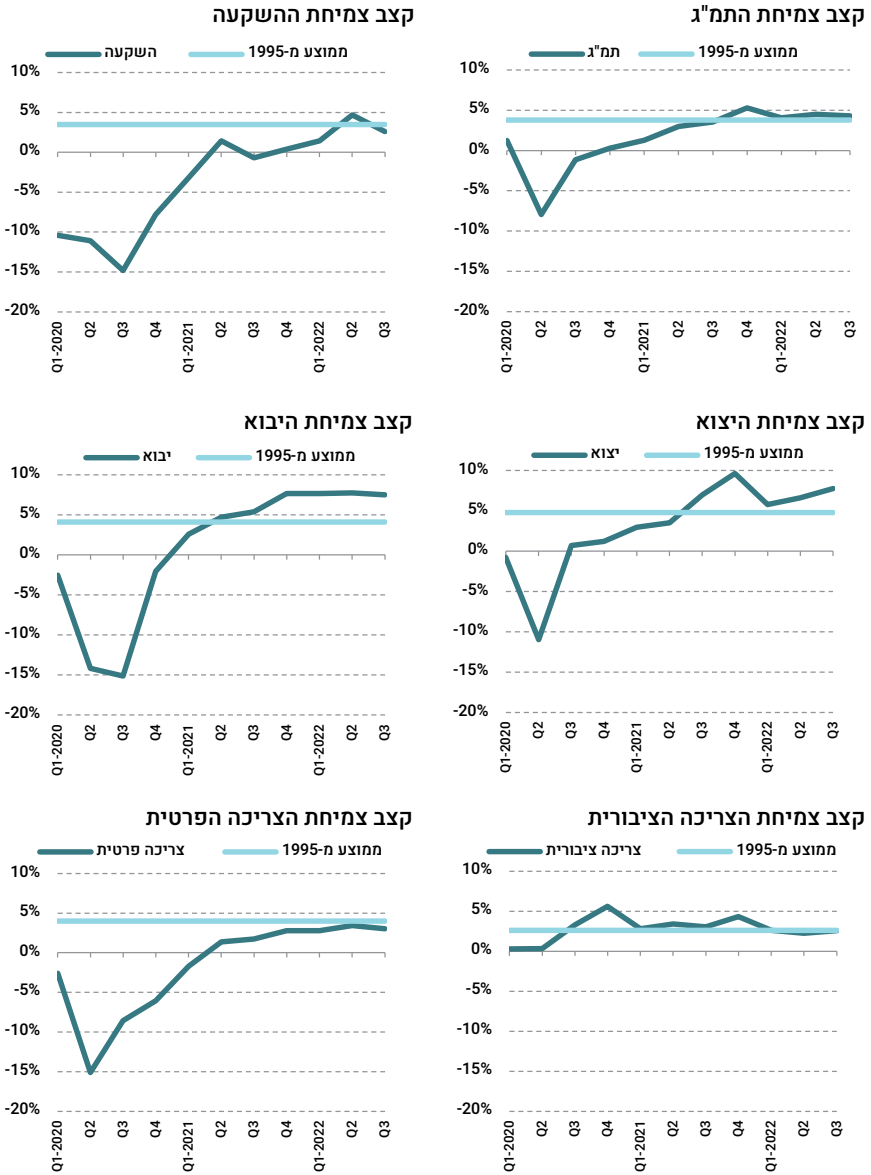 קצב צמיחת התמ"ג
תמ"ג
ממוצע מ-1995
10%
5%
0%
-5%
-10%
-15%
-20%
Q1-2020
Q2
Q3
Q4
Q1-2021
Q2
Q3
Q4
Q1-2022
Q2
Q3
קצב צמיחת ההשקעה
השקעה
ממוצע מ-1995
10%
5%
0%
-5%
-10%
-15%
-20%
Q1-2020
Q2
Q3
Q4
Q1-2021
Q2
Q3
Q4
Q1-2022
Q2
Q3
קצב צמיחת היצוא
יצוא
ממוצע מ-1995
10%
5%
0%
-5%
-10%
-15%
-20%
Q1-2020
Q2
Q3
Q4
Q1-2021
Q2
Q3
Q4
Q1-2022
Q2
Q3
קצב צמיחת היבוא
יבוא
ממוצע מ-1995
10%
5%
0%
-5%
-10%
-15%
-20%
Q1-2020
Q2
Q3
Q4
Q1-2021
Q2
Q3
Q4
Q1-2022
Q2
Q3
קצב צמיחת הצריכה הציבורית
צריכה ציבורית
ממוצע מ-1995
10%
5%
0%
-5%
-10%
-15%
-20%
Q1-2020
Q2
Q3
Q4
Q1-2021
Q2
Q3
Q4
Q1-2022
Q2
Q3
קצב צמיחת הצריכה הפרטית
צריכה פרטית
ממוצע מ-1995
10%
5%
0%
-5%
-10%
-15%
-20%
Q1-2020
Q2
Q3
Q4
Q1-2021
Q2
Q3
Q4
Q1-2022
Q2
Q3